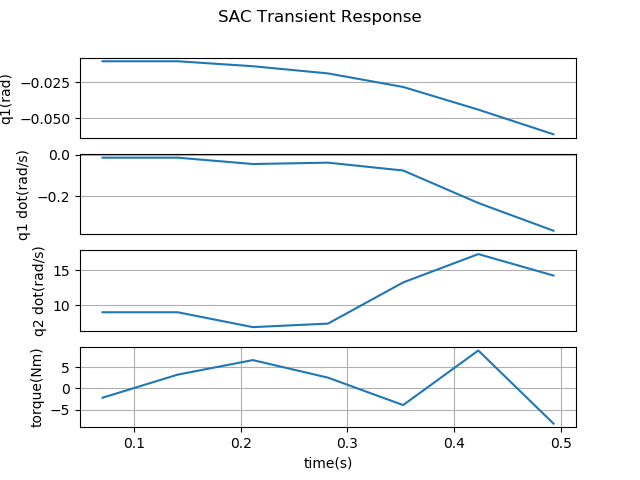 SAC Transient Response
−0.025
−0.050
q1(rad)
0.0
−0.2
q1 dot(rad/s)
15
10
q2 dot(rad/s)
5
0
−5
torque(Nm)
0.1 0.2 0.3 0.4 0.5
time(s)